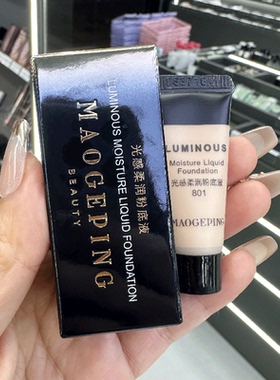 光感柔润粉底液
LUMINOUS MOISTURE LIQUID FOUNDATION
MAOGEPING
BEAUTY
LUMINOUS
Moisture Liquid
Foundation
光感柔润粉底液
801
MAOGEPING